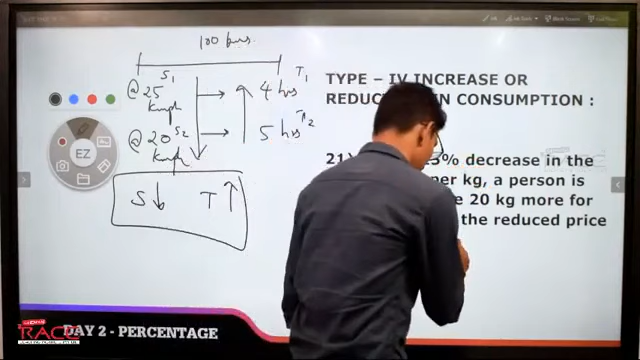 100 kms
@ 25 kmph S1
4 hrs T1
@ 20 kmph S2
5 hrs T2
S↓ T↑
EZ
TYPE – IV INCREASE OR
IN CONSUMPTION :
21)
% decrease in the
per kg, a person is
20 kg more for
the reduced price
RACE
DAY 2 - PERCENTAGE